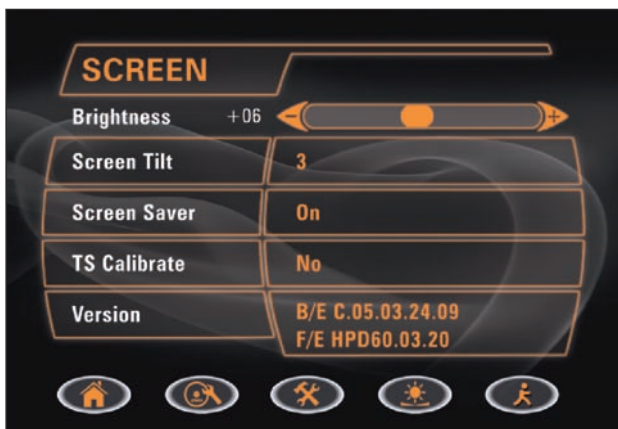 SCREEN
Brightness +06
Screen Tilt 3
Screen Saver On
TS Calibrate No
Version B/E C.05.03.24.09
F/E HPD60.03.20